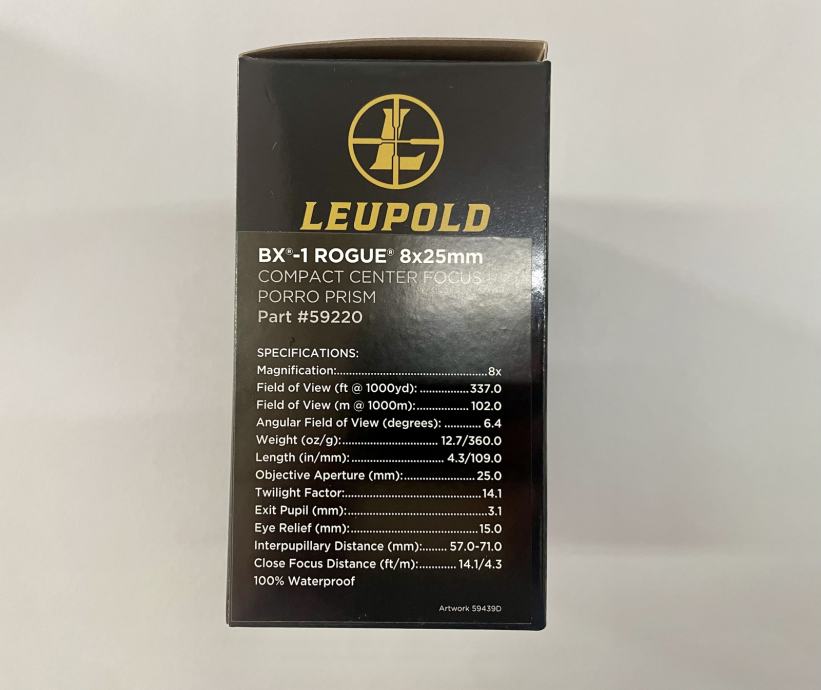 LEUPOLD
BX®-1 ROGUE® 8x25mm
COMPACT CENTER FOCUS
PORRO PRISM
Part #59220
SPECIFICATIONS:
Magnification:..................................................8x
Field of View (ft @ 1000yd): ................337.0
Field of View (m @ 1000m):................. 102.0
Angular Field of View (degrees): ............ 6.4
Weight (oz/g):................................ 12.7/360.0
Length (in/mm):.............................. 4.3/109.0
Objective Aperture (mm):........................ 25.0
Twilight Factor:............................................14.1
Exit Pupil (mm):.............................................3.1
Eye Relief (mm):.........................................15.0
Interpupillary Distance (mm):....... 57.0-71.0
Close Focus Distance (ft/m):............ 14.1/4.3
100% Waterproof
Artwork 59439D